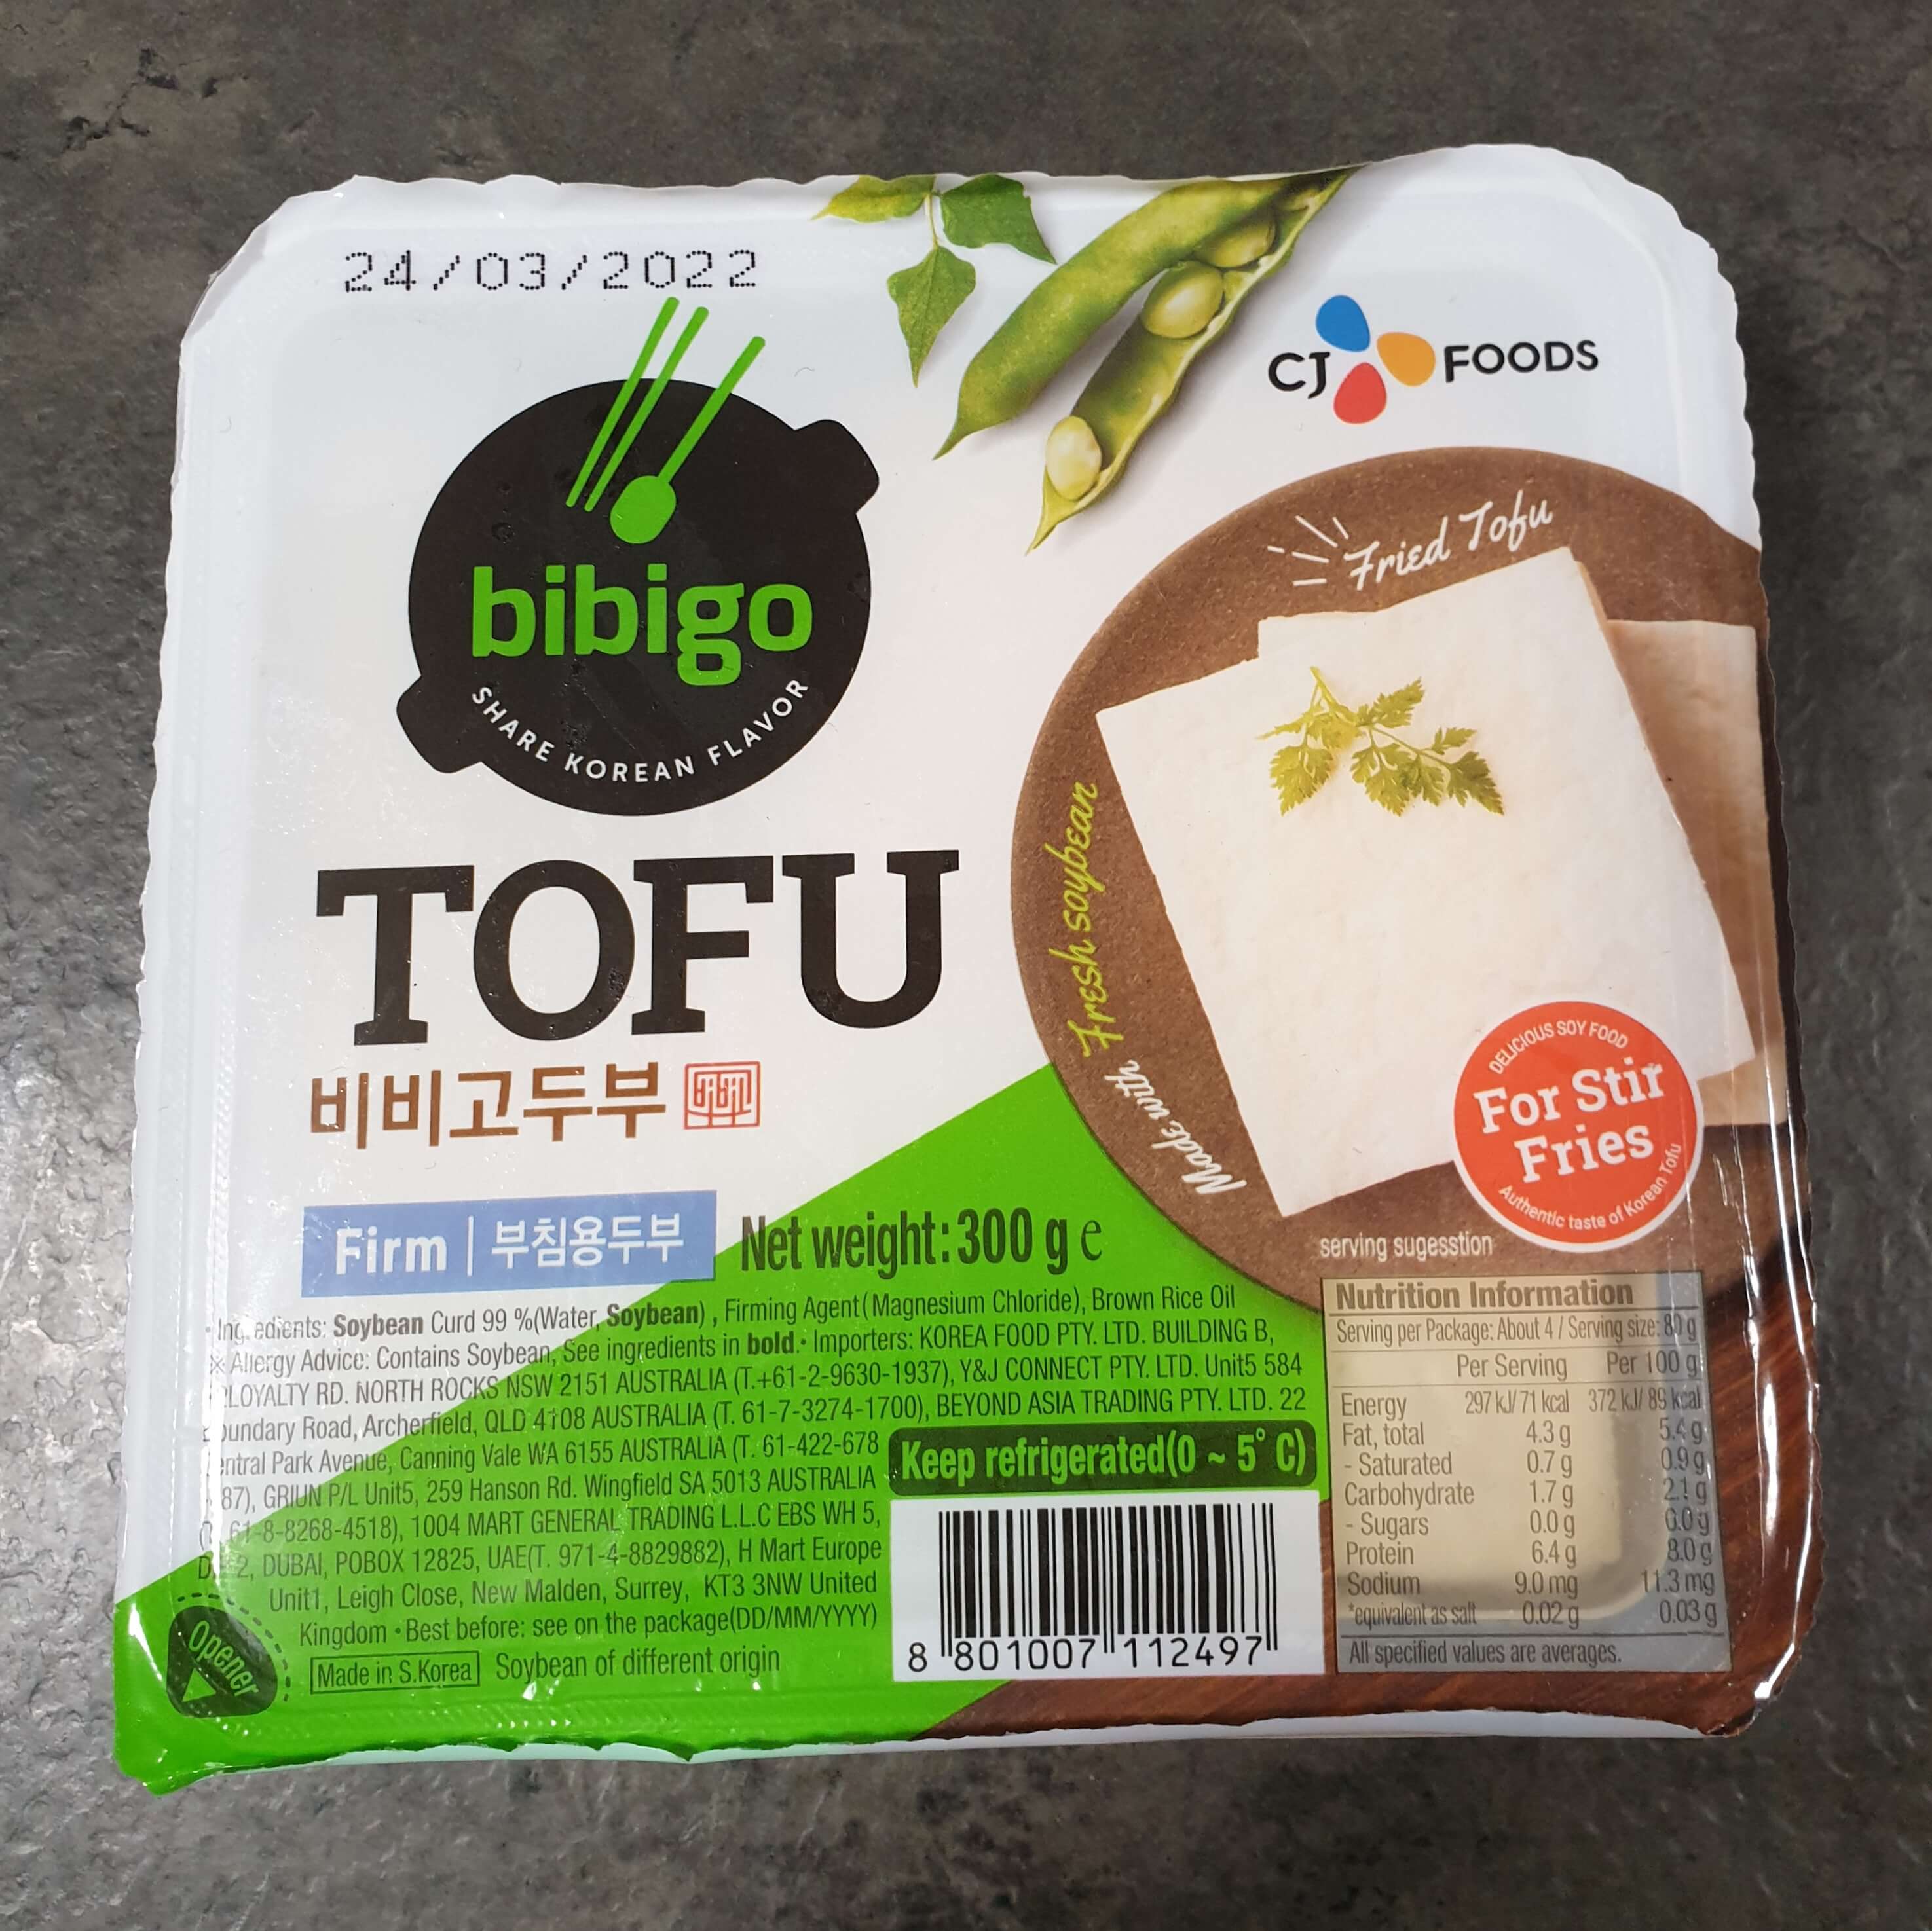 24/03/2022
CJ FOODS
bibigo
SHARE KOREAN FLAVOR
Fried Tofu
Made with Fresh soybean
TOFU
비비고두부
비비고
DELICIOUS SOY FOOD
For Stir
Fries
Authentic taste of Korean Tofu
serving sugesstion
Firm | 부침용두부
Net weight: 300 g e
• Ingredients: Soybean Curd 99 %(Water, Soybean), Firming Agent(Magnesium Chloride), Brown Rice Oil
※ Allergy Advice: Contains Soybean, See ingredients in bold. • Importers: KOREA FOOD PTY. LTD. BUILDING B,
LOYALTY RD. NORTH ROCKS NSW 2151 AUSTRALIA (T.+61-2-9630-1937), Y&J CONNECT PTY. LTD. Unit5 584
Boundary Road, Archerfield, QLD 4108 AUSTRALIA (T. 61-7-3274-1700), BEYOND ASIA TRADING PTY. LTD. 22
Central Park Avenue, Canning Vale WA 6155 AUSTRALIA (T. 61-422-678
87), GRIUN P/L Unit5, 259 Hanson Rd. Wingfield SA 5013 AUSTRALIA
61-8-8268-4518), 1004 MART GENERAL TRADING L.L.C EBS WH 5,
2, DUBAI, POBOX 12825, UAE(T. 971-4-8829882), H Mart Europe
Unit1, Leigh Close, New Malden, Surrey, KT3 3NW United
Kingdom • Best before: see on the package(DD/MM/YYYY)
Made in S.Korea Soybean of different origin
Opener
Keep refrigerated(0 ~ 5° C)
8 801007 112497
Nutrition Information
Serving per Package: About 4 / Serving size: 80 g
Per Serving Per 100 g
Energy 297 kJ/ 71 kcal 372 kJ/ 89 kcal
Fat, total 4.3 g 5.4 g
- Saturated 0.7 g 0.9 g
Carbohydrate 1.7 g 2.1 g
- Sugars 0.0 g 0.0 g
Protein 6.4 g 8.0 g
Sodium 9.0 mg 11.3 mg
*equivalent as salt 0.02 g 0.03 g
All specified values are averages.